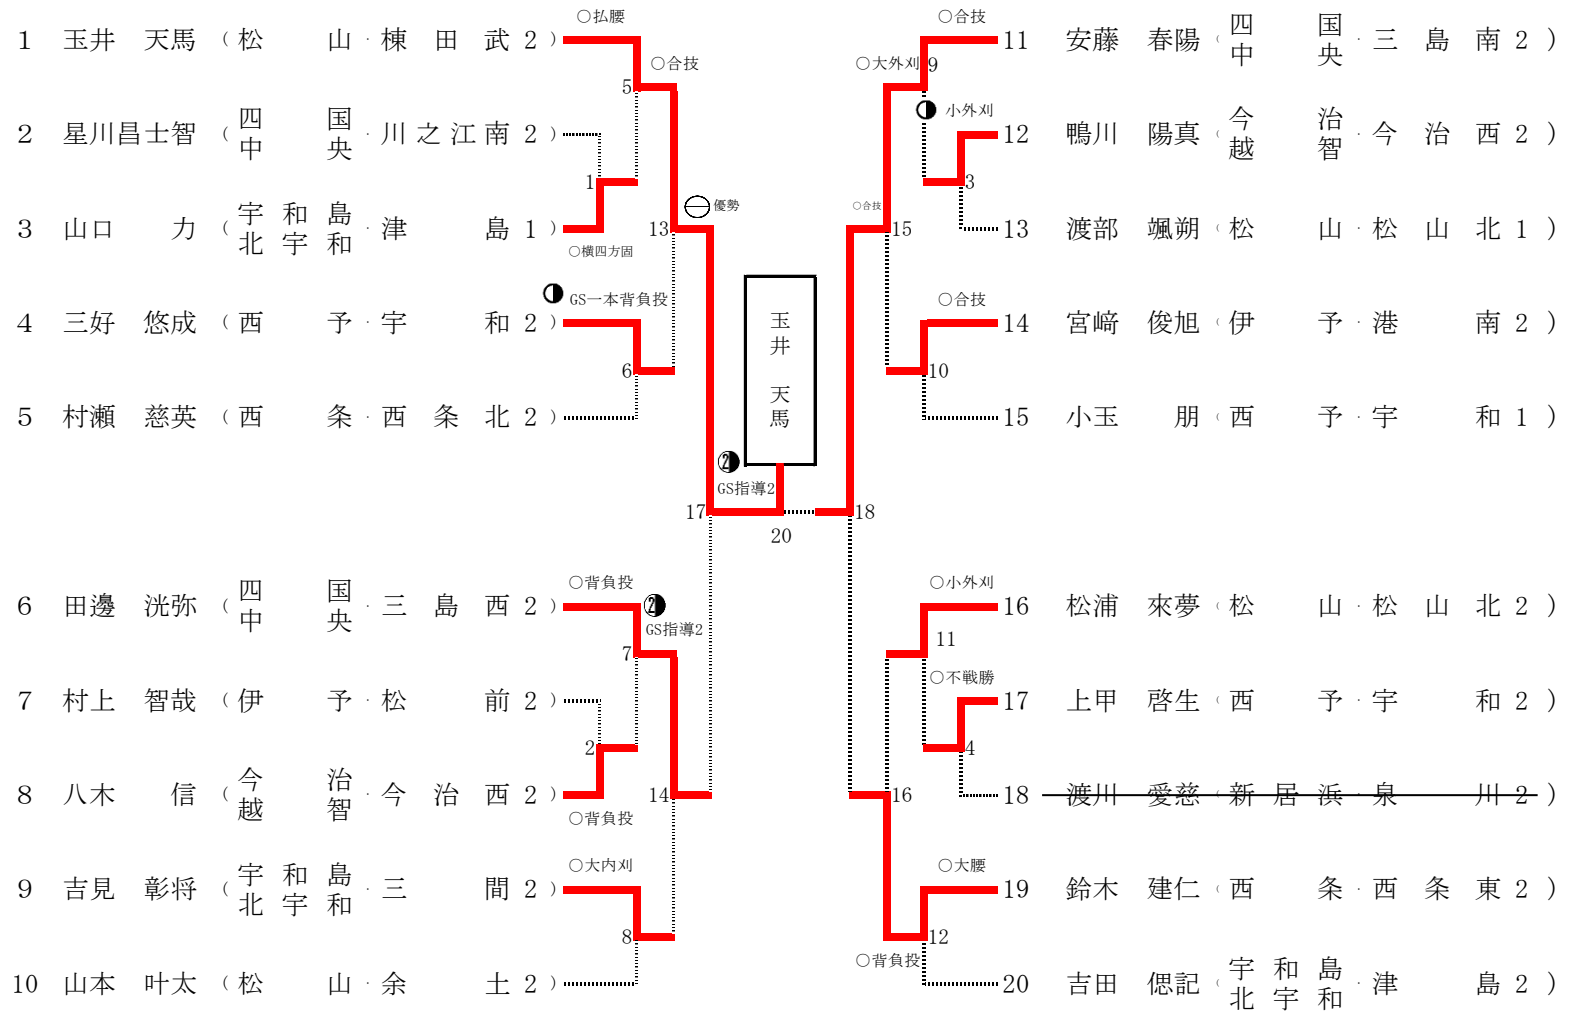 ○払腰
1 玉井 天馬 （ 松 山 ・ 棟田武 2 ）
○合技
5
2 星川昌士智 （ 四国中央 ・ 川之江南 2 ）
1
3 山口 力 （ 宇和島北宇和 ・ 津島 1 ）
○横四方固
13
優勢
GS一本背負投
4 三好 悠成 （ 西予 ・ 宇和 2 ）
6
5 村瀬 慈英 （ 西条 ・ 西条北 2 ）
玉井 天馬
2
GS指導2
17
20
18
○背負投
6 田邊 洸弥 （ 四国中央 ・ 三島西 2 ）
2
GS指導2
7
7 村上 智哉 （ 伊予 ・ 松前 2 ）
2
8 八木 信 （ 今治越智 ・ 今治西 2 ）
14
○背負投
○大内刈
9 吉見 彰将 （ 宇和島北宇和 ・ 三間 2 ）
8
10 山本 叶太 （ 松山 ・ 余土 2 ）
○合技
11 安藤 春陽 （ 四国中央 ・ 三島南 2 ）
○大外刈
9
小外刈
12 鴨川 陽真 （ 今治越智 ・ 今治西 2 ）
3
○合技
15
13 渡部 颯朔 （ 松山 ・ 松山北 1 ）
○合技
14 宮﨑 俊旭 （ 伊予 ・ 港南 2 ）
10
15 小玉 朋 （ 西予 ・ 宇和 1 ）
○小外刈
16 松浦 來夢 （ 松山 ・ 松山北 2 ）
11
○不戦勝
17 上甲 啓生 （ 西予 ・ 宇和 2 ）
4
16
18 渡川 愛慈 （ 新居浜 ・ 泉川 2 ）
○大腰
19 鈴木 建仁 （ 西条 ・ 西条東 2 ）
12
○背負投
20 吉田 偲記 （ 宇和島北宇和 ・ 津島 2 ）